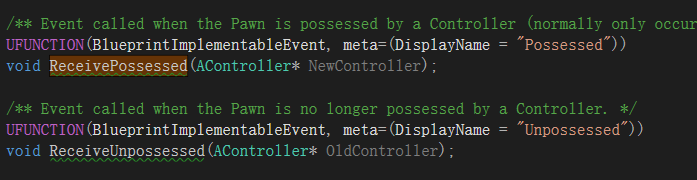 /** Event called when the Pawn is possessed by a Controller (normally only occur
UFUNCTION(BlueprintImplementableEvent, meta=(DisplayName = "Possessed"))
void ReceivePossessed(AController* NewController);
/** Event called when the Pawn is no longer possessed by a Controller. */
UFUNCTION(BlueprintImplementableEvent, meta=(DisplayName = "Unpossessed"))
void ReceiveUnpossessed(AController* OldController);